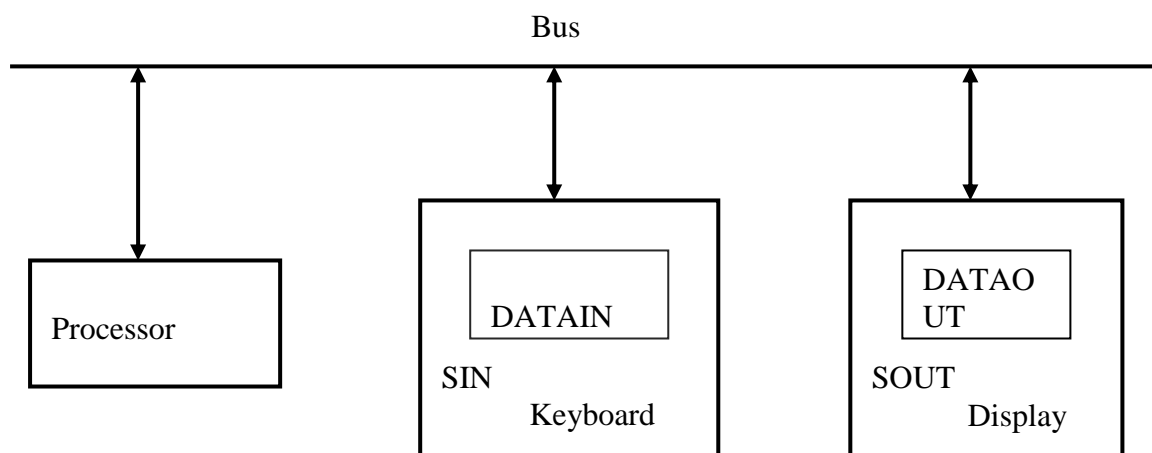 Bus
Processor
DATAIN
SIN
Keyboard
DATAO
UT
SOUT
Display